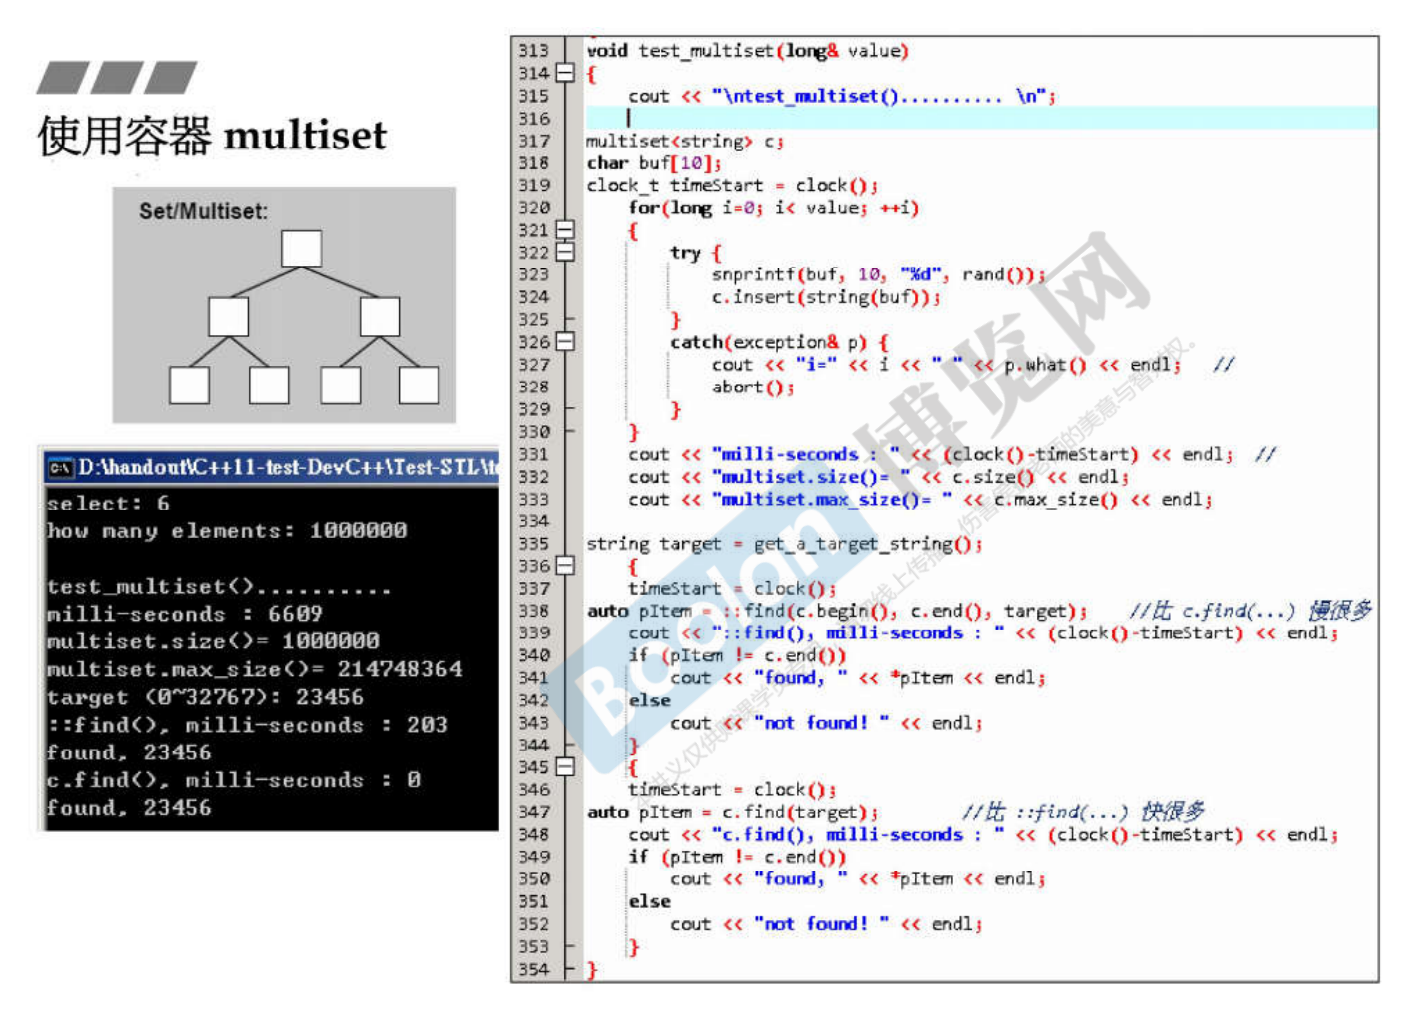 使用容器 multiset
Set/Multiset:
D:\handout\C++11-test-DevC++\Test-STL\t
select: 6
how many elements: 1000000
test_multiset()..........
milli-seconds : 6609
multiset.size()= 1000000
multiset.max_size()= 214748364
target (0~32767): 23456
::find(), milli-seconds : 203
found, 23456
c.find(), milli-seconds : 0
found, 23456
313 void test_multiset(long& value)
314 {
315 cout << "\ntest_multiset().......... \n";
316
317 multiset<string> c;
318 char buf[10];
319 clock_t timeStart = clock();
320 for(long i=0; i< value; ++i)
321 {
322 try {
323 snprintf(buf, 10, "%d", rand());
324 c.insert(string(buf));
325 }
326 catch(exception& p) {
327 cout << "i=" << i << " " << p.what() << endl; //
328 abort();
329 }
330 }
331 cout << "milli-seconds : " << (clock()-timeStart) << endl; //
332 cout << "multiset.size()= " << c.size() << endl;
333 cout << "multiset.max_size()= " << c.max_size() << endl;
334
335 string target = get_a_target_string();
336 {
337 timeStart = clock();
338 auto pItem = ::find(c.begin(), c.end(), target); //比 c.find(...) 慢很多
339 cout << "::find(), milli-seconds : " << (clock()-timeStart) << endl;
340 if (pItem != c.end())
341 cout << "found, " << *pItem << endl;
342 else
343 cout << "not found! " << endl;
344 }
345 {
346 timeStart = clock();
347 auto pItem = c.find(target); //比 ::find(...) 快很多
348 cout << "c.find(), milli-seconds : " << (clock()-timeStart) << endl;
349 if (pItem != c.end())
350 cout << "found, " << *pItem << endl;
351 else
352 cout << "not found! " << endl;
353 }
354 }
Boolan
博览网